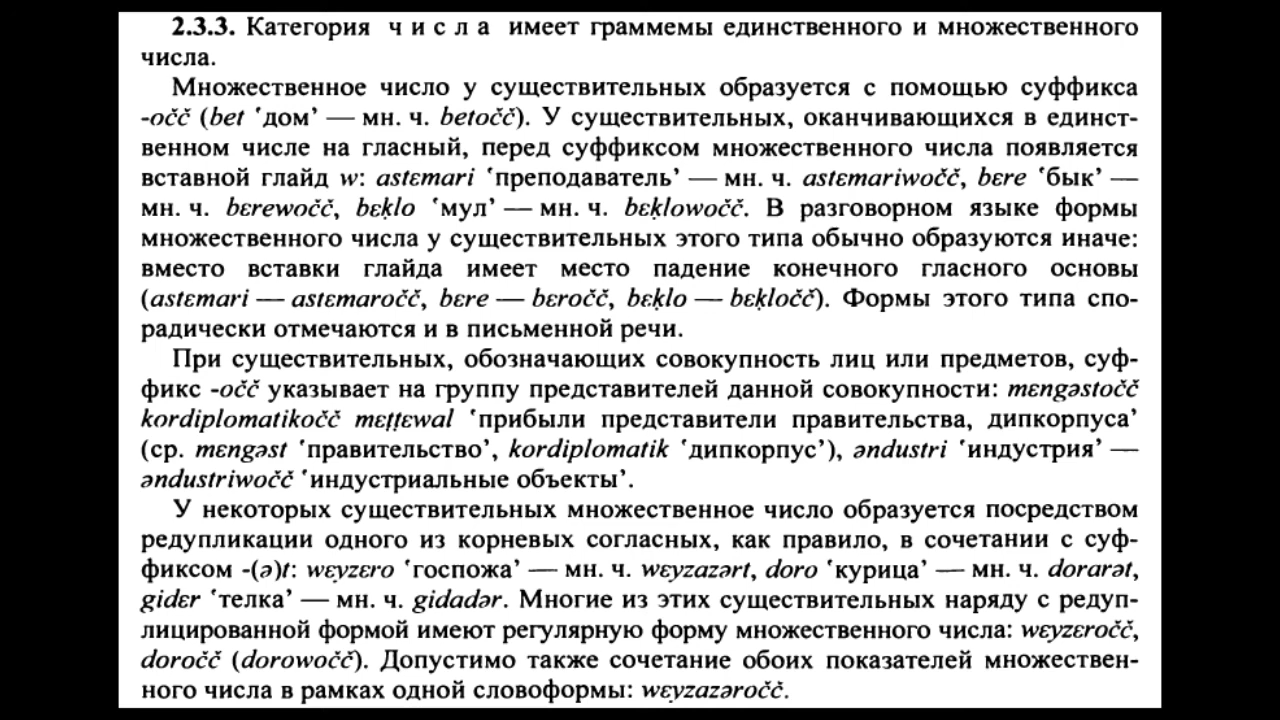 2.3.3. Категория числа имеет граммемы единственного и множественного
числа.
Множественное число у существительных образуется с помощью суффикса
-očč (bet ‘дом’ — мн. ч. betočč). У существительных, оканчивающихся в единст-
венном числе на гласный, перед суффиксом множественного числа появляется
вставной глайд w: astɛmari ‘преподаватель’ — мн. ч. astɛmariwočč, bɛre ‘бык’ —
мн. ч. bɛrewočč, bɛḳlo ‘мул’ — мн. ч. bɛḳlowočč. В разговорном языке формы
множественного числа у существительных этого типа обычно образуются иначе:
вместо вставки глайда имеет место падение конечного гласного основы
(astɛmari — astɛmaročč, bɛre — bɛročč, bɛḳlo — bɛḳločč). Формы этого типа спо-
радически отмечаются и в письменной речи.
При существительных, обозначающих совокупность лиц или предметов, суф-
фикс -očč указывает на группу представителей данной совокупности: mɛngəstočč
kordiplomatikočč mɛṭṭɛwal ‘прибыли представители правительства, дипкорпуса’
(ср. mɛngəst ‘правительство’, kordiplomatik ‘дипкорпус’), əndustri ‘индустрия’ —
əndustriwočč ‘индустриальные объекты’.
У некоторых существительных множественное число образуется посредством
редупликации одного из корневых согласных, как правило, в сочетании с суф-
фиксом -(ə)t: wɛyzɛro ‘госпожа’ — мн. ч. wɛyzazərt, doro ‘курица’ — мн. ч. dorarət,
gidɛr ‘телка’ — мн. ч. gidadər. Многие из этих существительных наряду с редуп-
лицированной формой имеют регулярную форму множественного числа: wɛyzɛročč,
doročč (dorowočč). Допустимо также сочетание обоих показателей множествен-
ного числа в рамках одной словоформы: wɛyzazəročč.